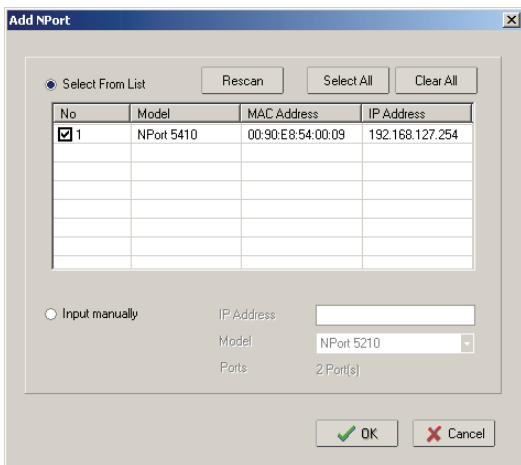 Add NPort
Select From List Rescan Select All Clear All
No Model MAC Address IP Address
1 NPort 5410 00:90:E8:54:00:09 192.168.127.254
Input manually IP Address
Model NPort 5210
Ports 2 Port(s)
OK Cancel